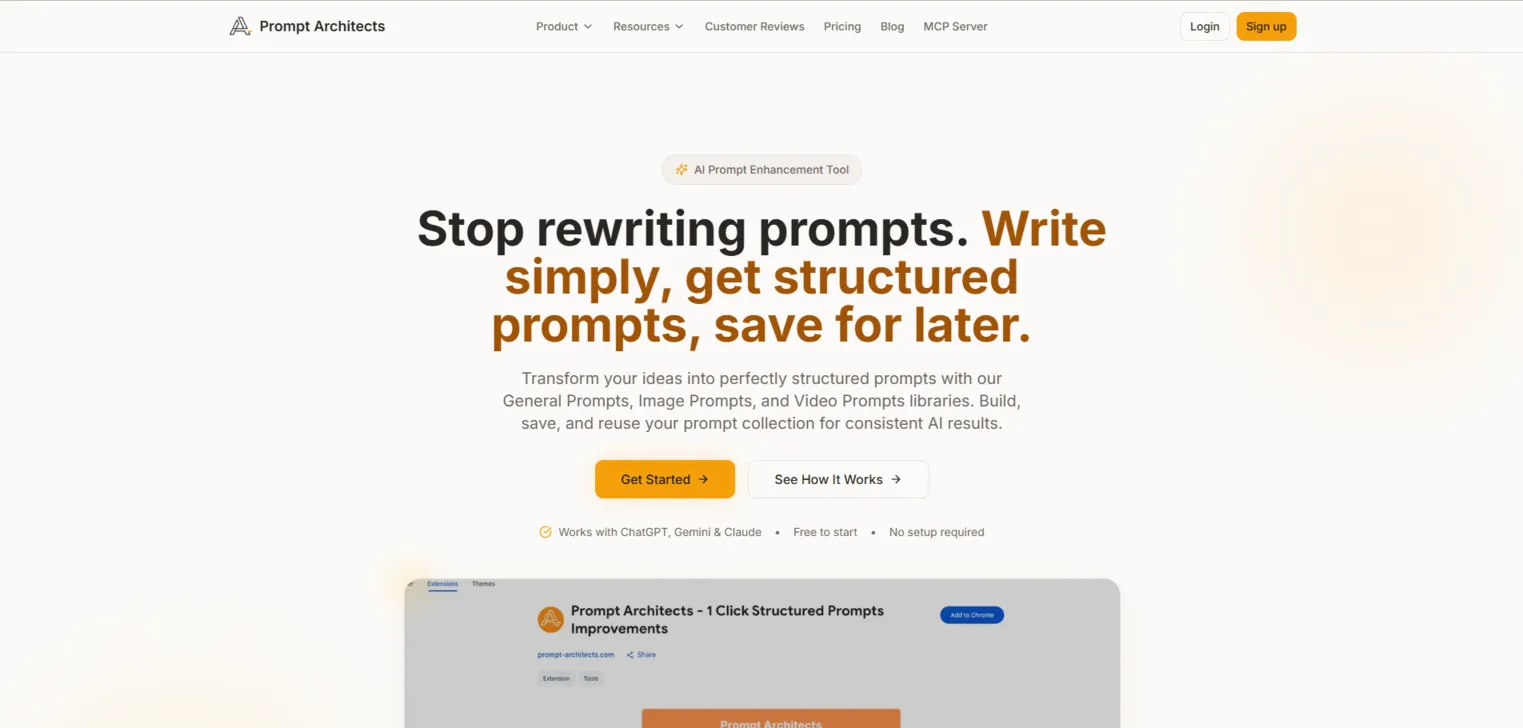 Prompt Architects
Product
Resources
Customer Reviews
Pricing
Blog
MCP Server
Login
Sign up
AI Prompt Enhancement Tool
Stop rewriting prompts. Write
simply, get structured
prompts, save for later.
Transform your ideas into perfectly structured prompts with our
General Prompts, Image Prompts, and Video Prompts libraries. Build,
save, and reuse your prompt collection for consistent AI results.
Get Started →
See How It Works →
Works with ChatGPT, Gemini & Claude • Free to start • No setup required
Extensions
Themes
Prompt Architects - 1 Click Structured Prompts
Improvements
Add to Chrome
prompt-architects.com
Share
Extension
Tools
Prompt Architects